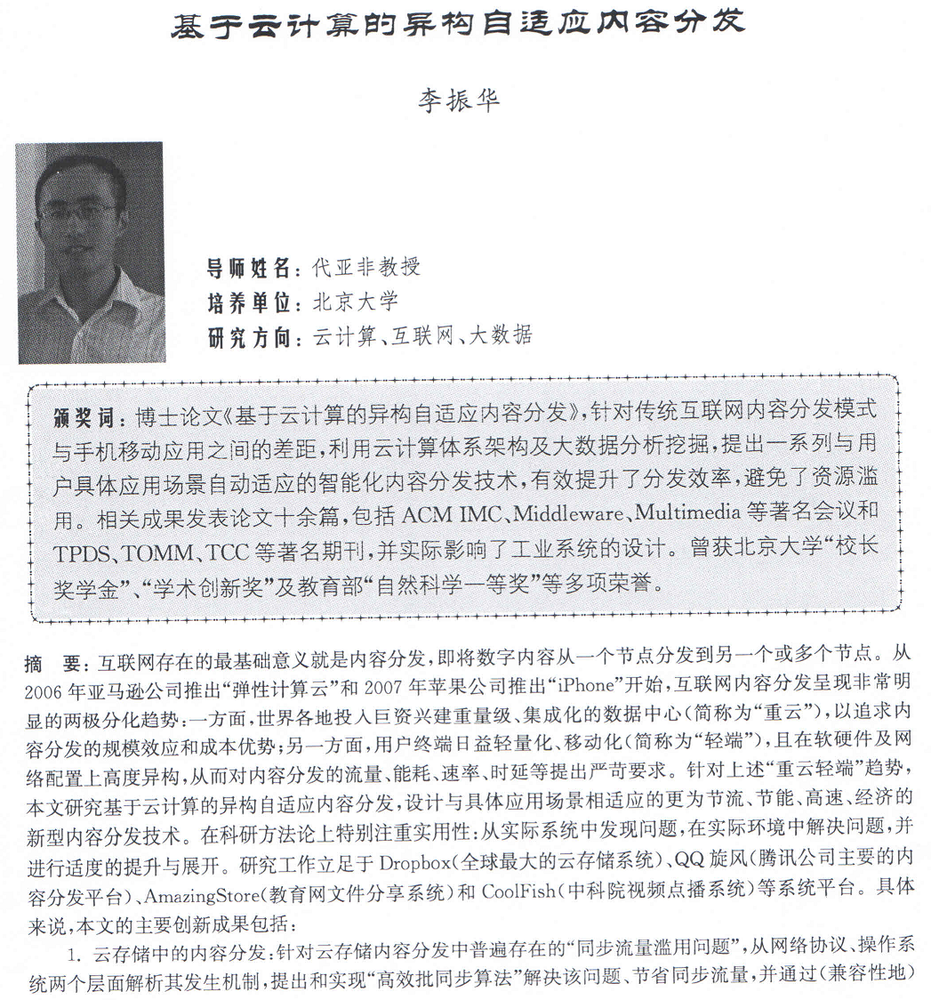 基于云计算的异构自适应内容分发
李振华
导师姓名：代亚非教授
培养单位：北京大学
研究方向：云计算、互联网、大数据
颁奖词：博士论文《基于云计算的异构自适应内容分发》，针对传统互联网内容分发模式
与手机移动应用之间的差距，利用云计算体系架构及大数据分析挖掘，提出一系列与用
户具体应用场景自动适应的智能化内容分发技术，有效提升了分发效率，避免了资源滥
用。相关成果发表论文十余篇，包括 ACM IMC、Middleware、Multimedia 等著名会议和
TPDS、TOMM、TCC 等著名期刊，并实际影响了工业系统的设计。曾获北京大学“校长
奖学金”、“学术创新奖”及教育部“自然科学一等奖”等多项荣誉。
摘　要：互联网存在的最基础意义就是内容分发，即将数字内容从一个节点分发到另一个或多个节点。从
2006 年亚马逊公司推出“弹性计算云”和 2007 年苹果公司推出“iPhone”开始，互联网内容分发呈现非常明
显的两极分化趋势：一方面，世界各地投入巨资兴建重量级、集成化的数据中心（简称为“重云”），以追求内
容分发的规模效应和成本优势；另一方面，用户终端日益轻量化、移动化（简称为“轻端”），且在软硬件及网
络配置上高度异构，从而对内容分发的流量、能耗、速率、时延等提出严苛要求。针对上述“重云轻端”趋势，
本文研究基于云计算的异构自适应内容分发，设计与具体应用场景相适应的更为节流、节能、高速、经济的
新型内容分发技术。在科研方法论上特别注重实用性：从实际系统中发现问题，在实际环境中解决问题，并
进行适度的提升与展开。研究工作立足于 Dropbox（全球最大的云存储系统）、QQ 旋风（腾讯公司主要的内
容分发平台）、AmazingStore（教育网文件分享系统）和 CoolFish（中科院视频点播系统）等系统平台。具体
来说，本文的主要创新成果包括：
1. 云存储中的内容分发：针对云存储内容分发中普遍存在的“同步流量滥用问题”，从网络协议、操作系
统两个层面解析其发生机制，提出和实现“高效批同步算法”解决该问题、节省同步流量，并通过（兼容性地）